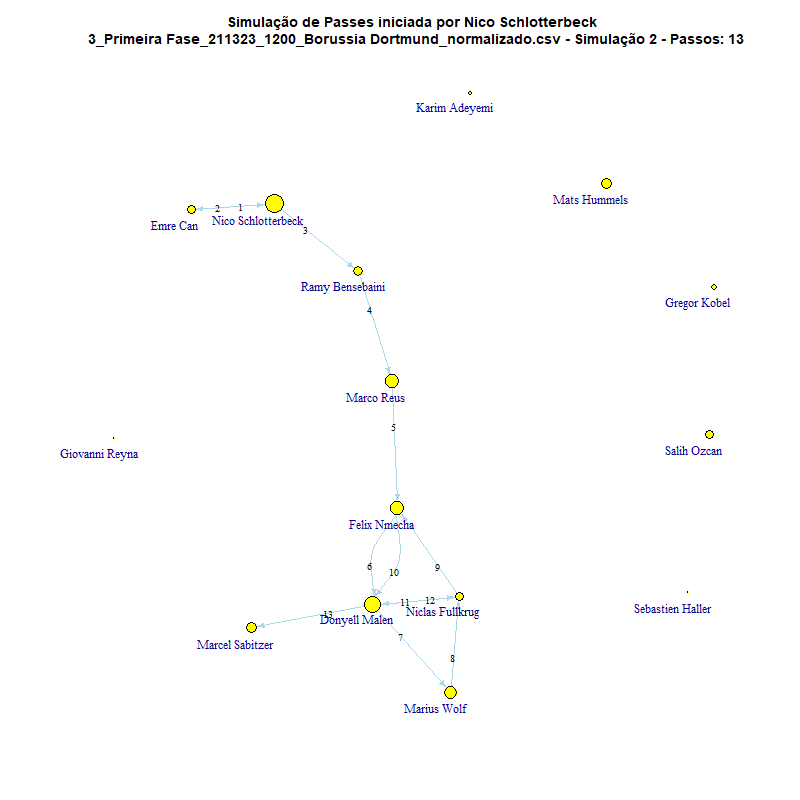 Simulação de Passes iniciada por Nico Schlotterbeck
3_Primeira Fase_211323_1200_Borussia Dortmund_normalizado.csv - Simulação 2 - Passos: 13
Karim Adeyemi
Mats Hummels
2
1
Nico Schlotterbeck
Emre Can
3
Ramy Bensebaini
Gregor Kobel
4
Marco Reus
5
Giovanni Reyna
Salih Ozcan
Felix Nmecha
6
10
9
11
12
Sebastien Haller
Niclas Fullkrug
13
Donyell Malen
7
Marcel Sabitzer
8
Marius Wolf